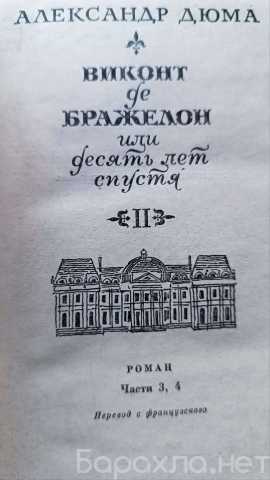 АЛЕКСАНДР ДЮМА
ВИКОНТ
де
БРАЖЕЛОН
или
десять лет
спустя
II
РОМАН
Части 3, 4
Перевод с французского
Барахла.нет